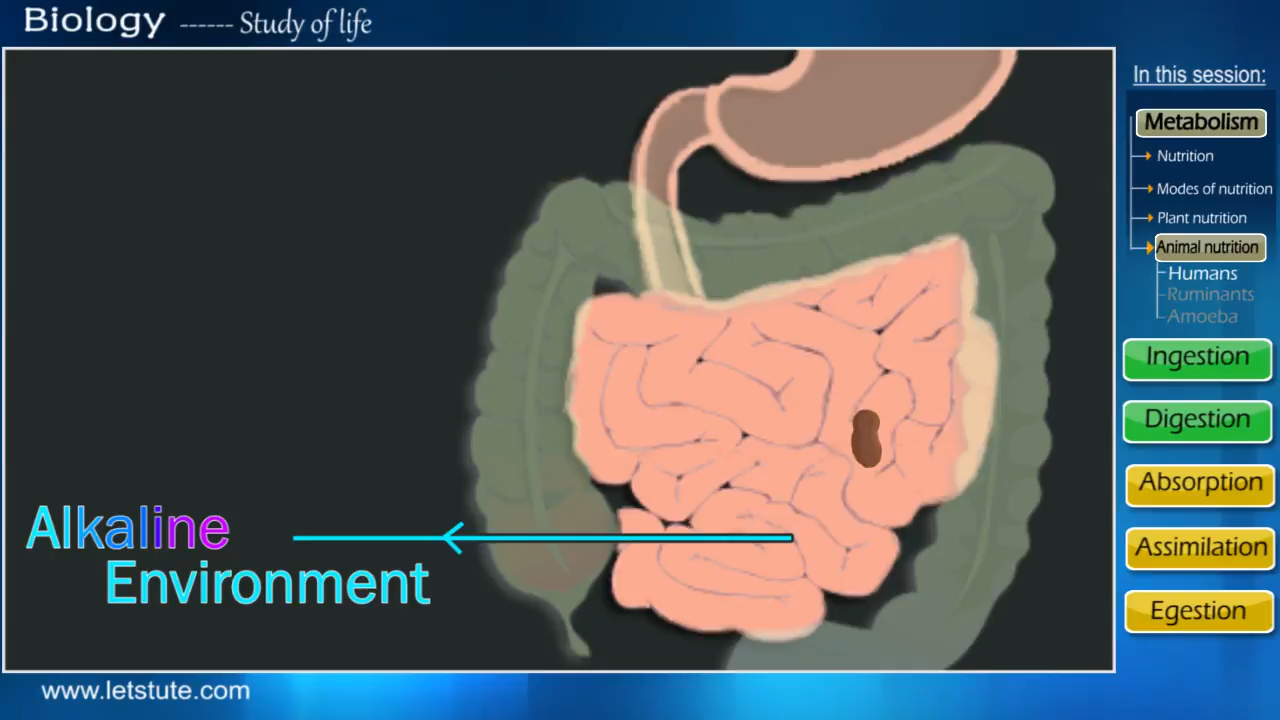 Biology ------ Study of life
In this session:
Metabolism
Nutrition
Modes of nutrition
Plant nutrition
Animal nutrition
Humans
Ruminants
Amoeba
Ingestion
Digestion
Absorption
Assimilation
Egestion
Alkaline
Environment
www.letstute.com